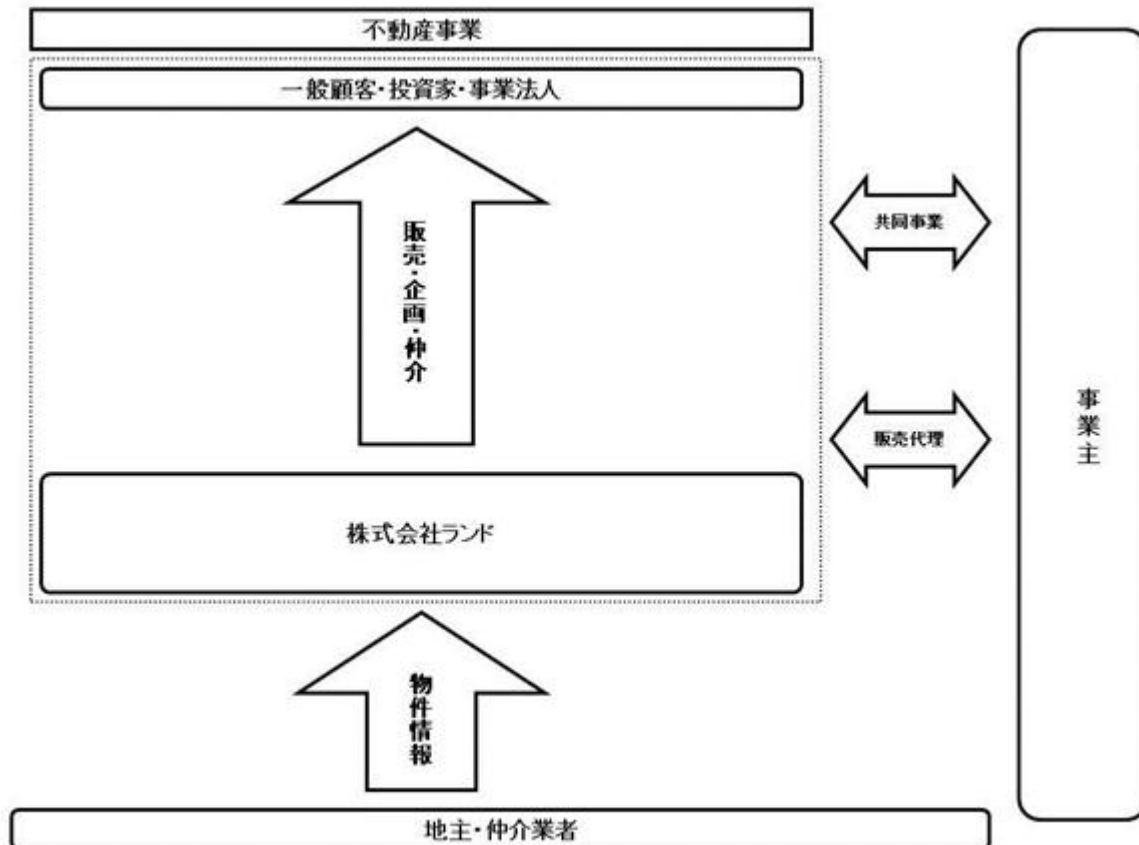 不動産事業
一般顧客・投資家・事業法人
販売・企画・仲介
共同事業
販売代理
事業主
株式会社ランド
物件情報
地主・仲介業者